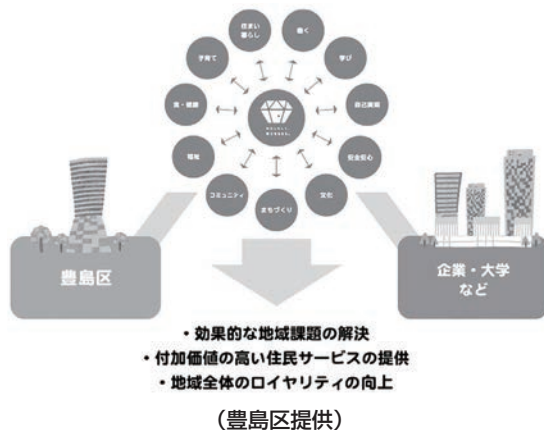 住まい
暮らし
働く
学び
自己実現
安全安心
文化
まちづくり
コミュニティ
福祉
食・健康
子育て
豊島区
企業・大学
など
・効果的な地域課題の解決
・付加価値の高い住民サービスの提供
・地域全体のロイヤリティの向上
(豊島区提供)